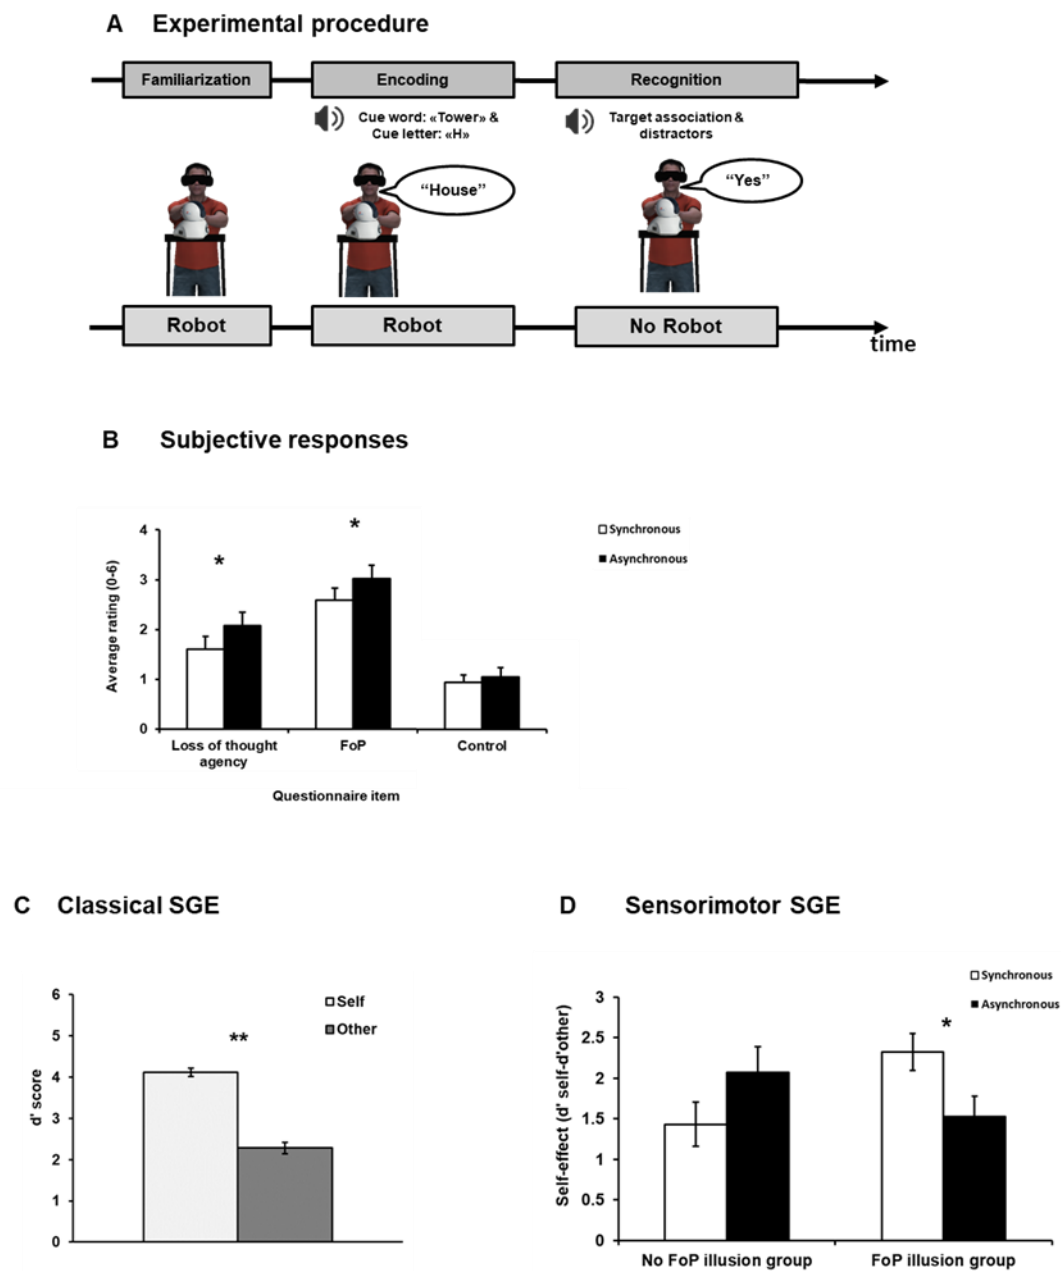 A Experimental procedure
Familiarization Encoding Recognition
Cue word: «Tower» &
Cue letter: «H»
Target association &
distractors
“House”
“Yes”
Robot Robot No Robot
time
B Subjective responses
Average rating (0-6)
4
3
2
1
0
*
*
Synchronous
Asynchronous
Loss of thought
agency
FoP
Control
Questionnaire item
C Classical SGE
d' score
6
5
4
3
2
1
0
**
Self
Other
D Sensorimotor SGE
Self-effect (d' self-d'other)
3
2.5
2
1.5
1
0.5
0
*
Synchronous
Asynchronous
No FoP illusion group
FoP illusion group